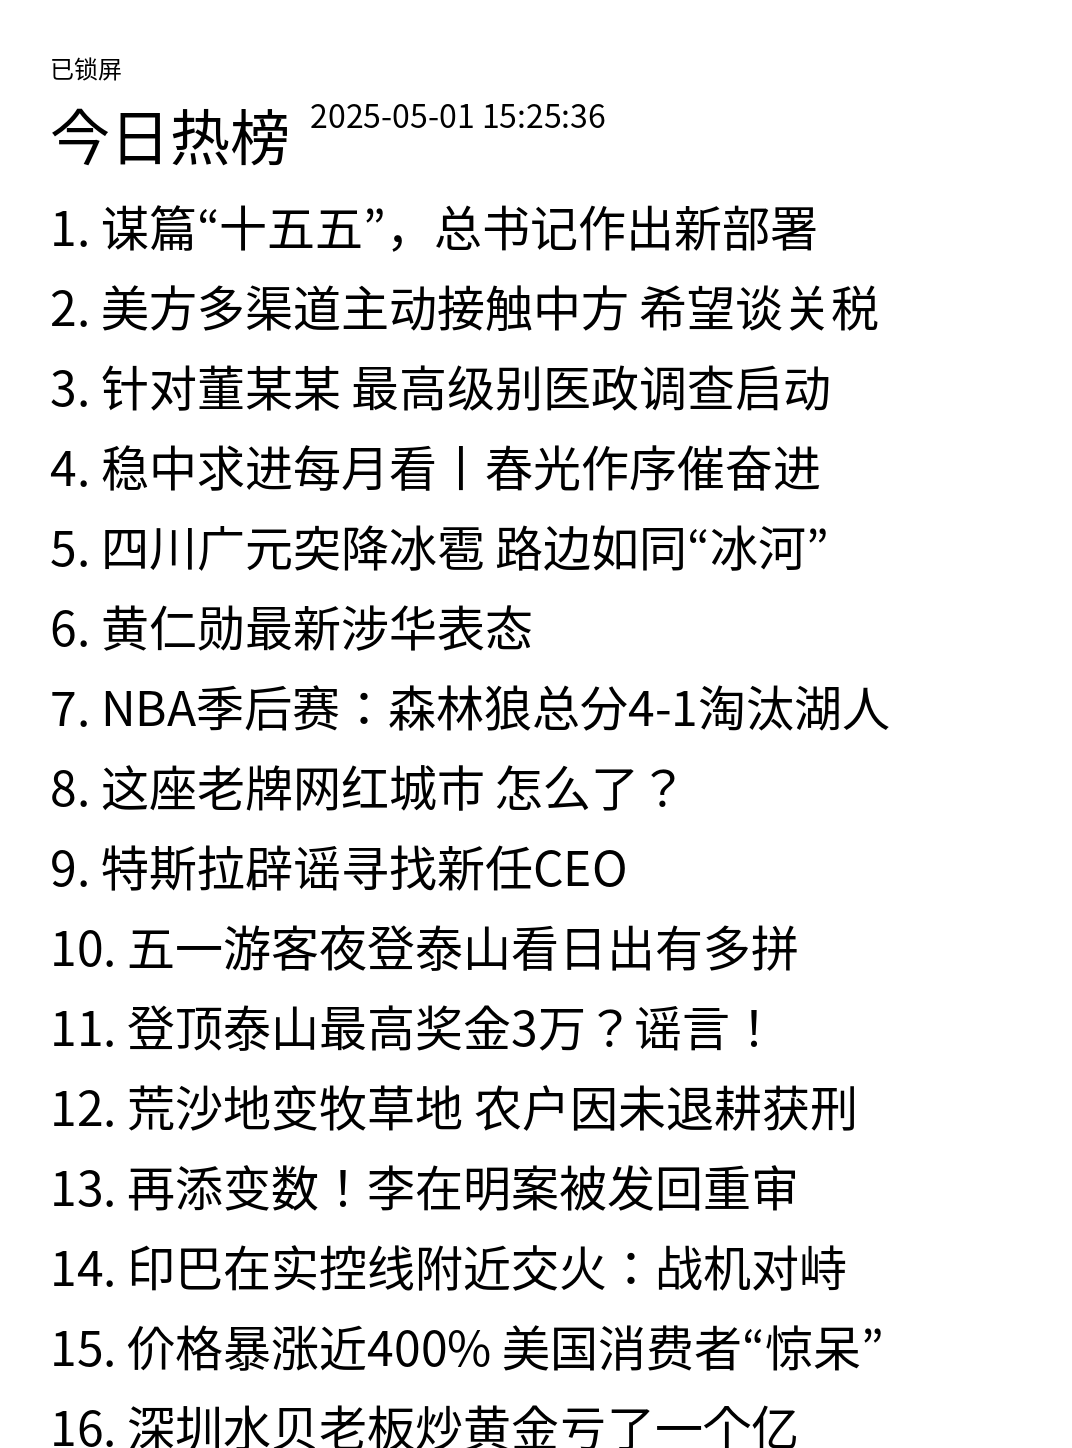 已锁屏
今日热榜 2025-05-01 15:25:36
1. 谋篇“十五五”，总书记作出新部署
2. 美方多渠道主动接触中方 希望谈关税
3. 针对董某某 最高级别医政调查启动
4. 稳中求进每月看丨春光作序催奋进
5. 四川广元突降冰雹 路边如同“冰河”
6. 黄仁勋最新涉华表态
7. NBA季后赛：森林狼总分4-1淘汰湖人
8. 这座老牌网红城市 怎么了？
9. 特斯拉辟谣寻找新任CEO
10. 五一游客夜登泰山看日出有多拼
11. 登顶泰山最高奖金3万？谣言！
12. 荒沙地变牧草地 农户因未退耕获刑
13. 再添变数！李在明案被发回重审
14. 印巴在实控线附近交火：战机对峙
15. 价格暴涨近400% 美国消费者“惊呆”
16. 深圳水贝老板炒黄金亏了一个亿